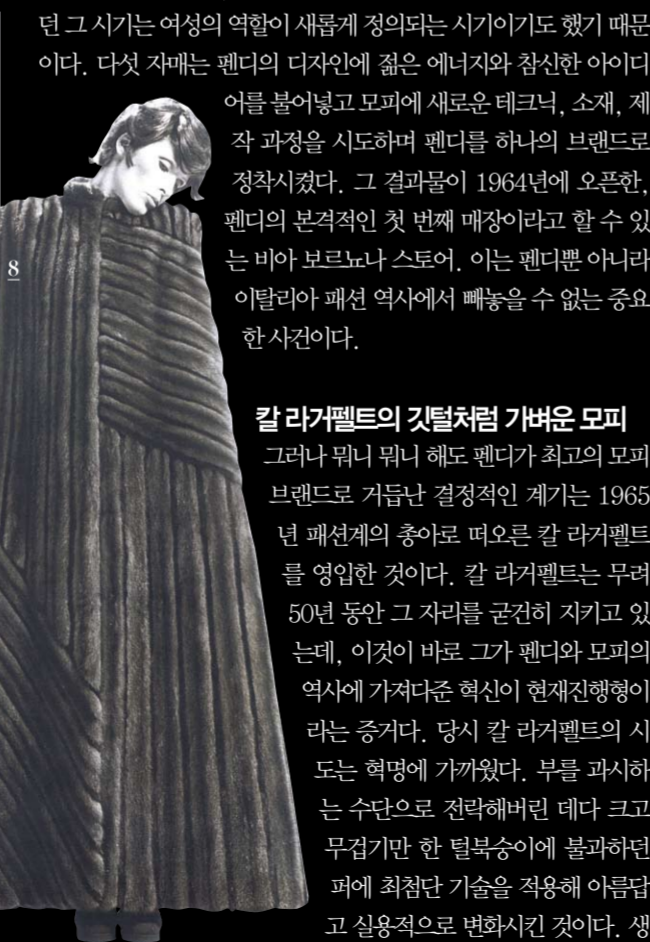 던 그 시기는 여성의 역할이 새롭게 정의되는 시기이기도 했기 때문
이다. 다섯 자매는 펜디의 디자인에 젊은 에너지와 참신한 아이디
어를 불어넣고 모피에 새로운 테크닉, 소재, 제
작 과정을 시도하며 펜디를 하나의 브랜드로
정착시켰다. 그 결과물이 1964년에 오픈한,
펜디의 본격적인 첫 번째 매장이라고 할 수 있
는 비아 보르뇨나 스토어. 이는 펜디뿐 아니라
이탈리아 패션 역사에서 빼놓을 수 없는 중요
한 사건이다.
8
칼 라거펠트의 깃털처럼 가벼운 모피
그러나 뭐니 뭐니 해도 펜디가 최고의 모피
브랜드로 거듭난 결정적인 계기는 1965
년 패션계의 총아로 떠오른 칼 라거펠트
를 영입한 것이다. 칼 라거펠트는 무려
50년 동안 그 자리를 굳건히 지키고 있
는데, 이것이 바로 그가 펜디와 모피의
역사에 가져다준 혁신이 현재진행형이
라는 증거다. 당시 칼 라거펠트의 시
도는 혁명에 가까웠다. 부를 과시하
는 수단으로 전락해버린 데다 크고
무겁기만 한 털북숭이에 불과하던
퍼에 최첨단 기술을 적용해 아름답
고 실용적으로 변화시킨 것이다. 생